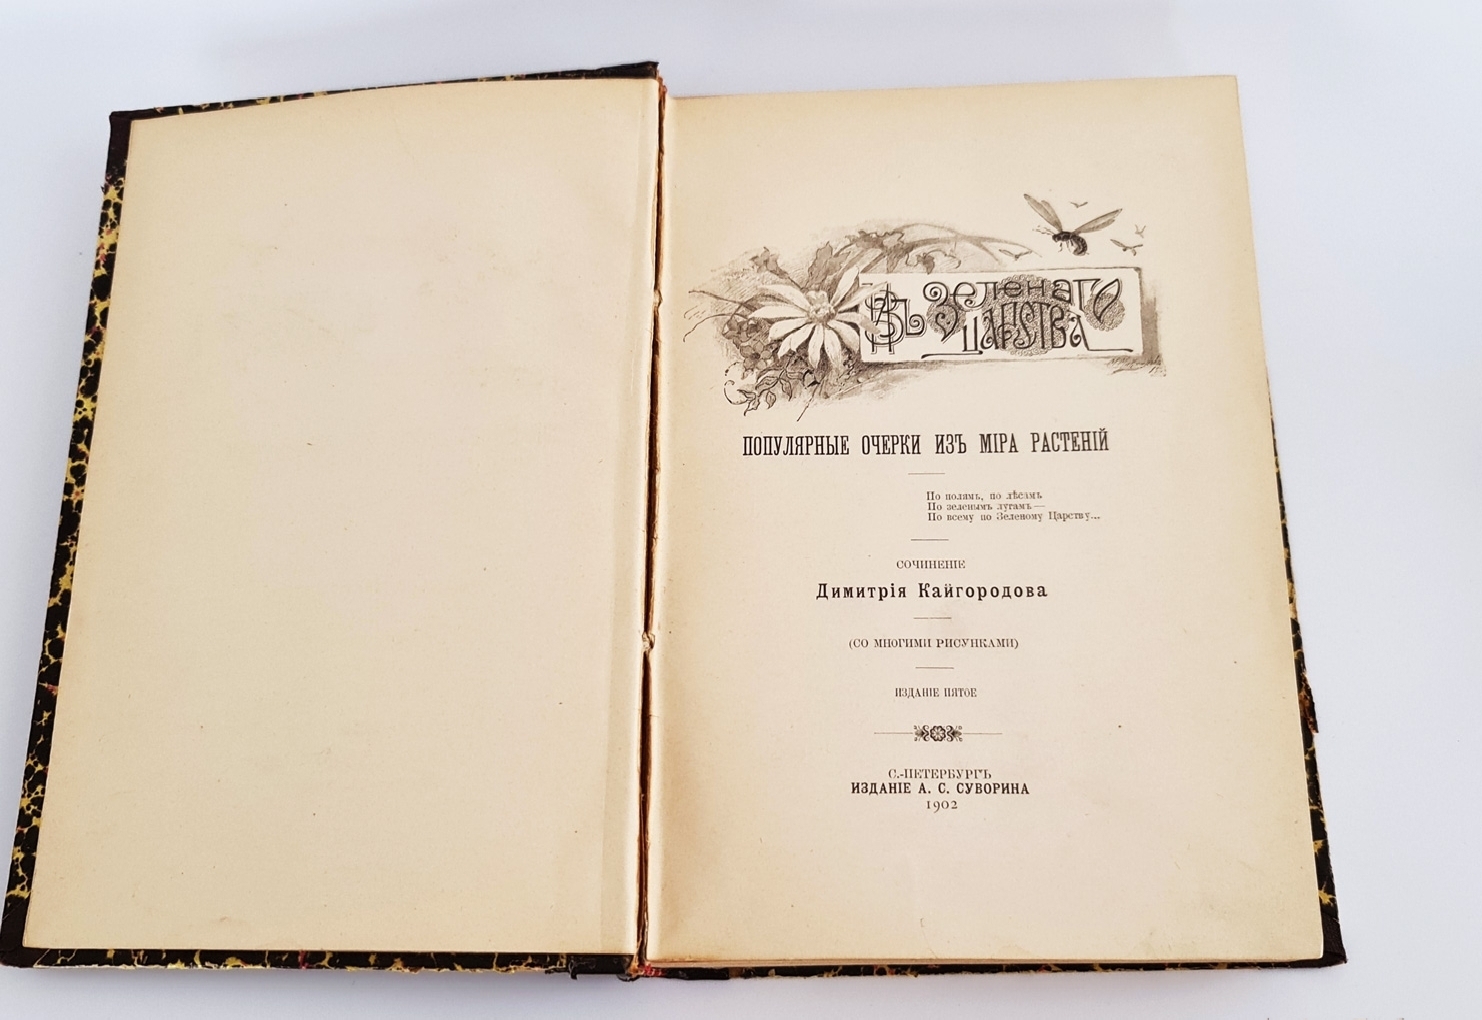 Изъ Зеленаго
Царства
ПОПУЛЯРНЫЕ ОЧЕРКИ ИЗЪ МІРА РАСТЕНІЙ
По полямъ, по лѣсамъ
По зеленымъ лугамъ—
По всему по Зеленому Царству...
СОЧИНЕНІЕ
Димитрія Кайгородова
(СО МНОГИМИ РИСУНКАМИ)
ИЗДАНІЕ ПЯТОЕ
С.-ПЕТЕРБУРГЪ
ИЗДАНІЕ А. С. СУВОРИНА
1902